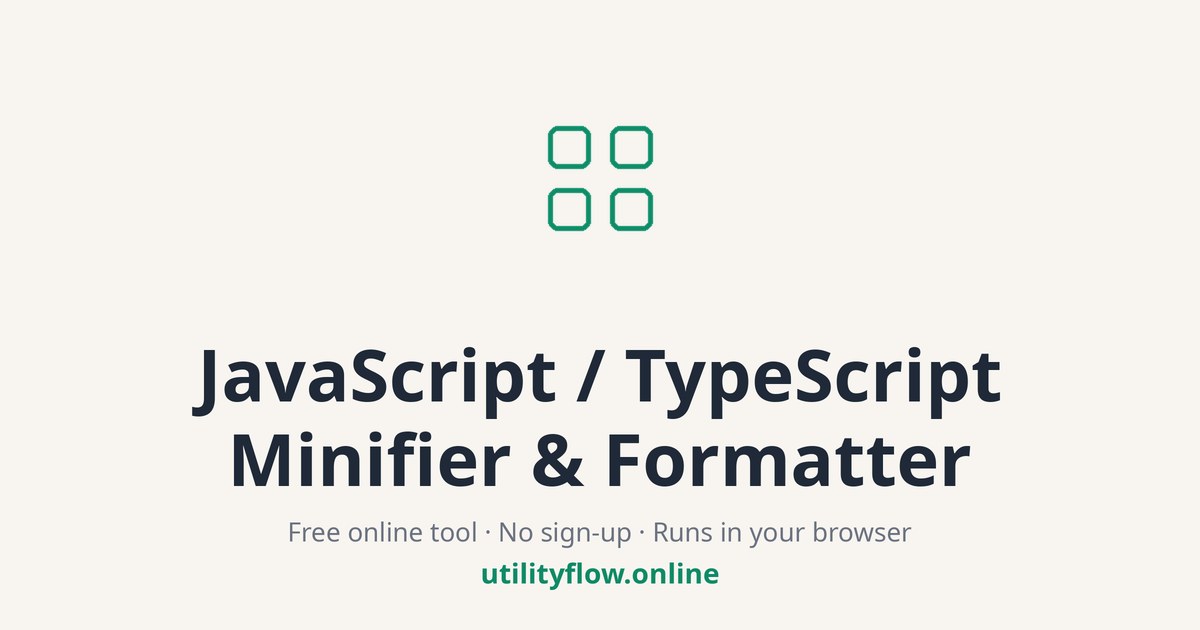 JavaScript / TypeScript
Minifier & Formatter
Free online tool · No sign-up · Runs in your browser
utilityflow.online